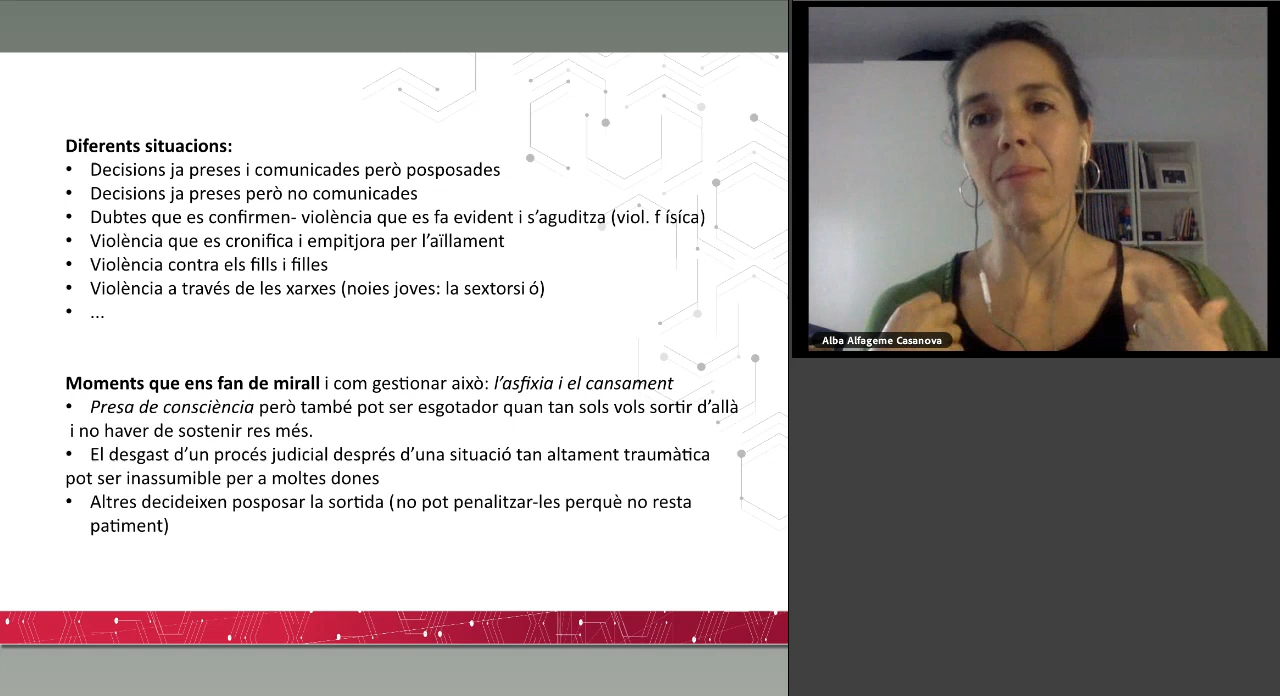 Diferents situacions:
• Decisions ja preses i comunicades però posposades
• Decisions ja preses però no comunicades
• Dubtes que es confirmen- violència que es fa evident i s’aguditza (viol. f ísíca)
• Violència que es cronifica i empitjora per l’aïllament
• Violència contra els fills i filles
• Violència a través de les xarxes (noies joves: la sextorsi ó)
• ...
Moments que ens fan de mirall i com gestionar això: l’asfixia i el cansament
• Presa de consciència però també pot ser esgotador quan tan sols vols sortir d’allà
i no haver de sostenir res més.
• El desgast d’un procés judicial després d’una situació tan altament traumàtica
pot ser inassumible per a moltes dones
• Altres decideixen posposar la sortida (no pot penalitzar-les perquè no resta
patiment)
Alba Alfageme Casanova